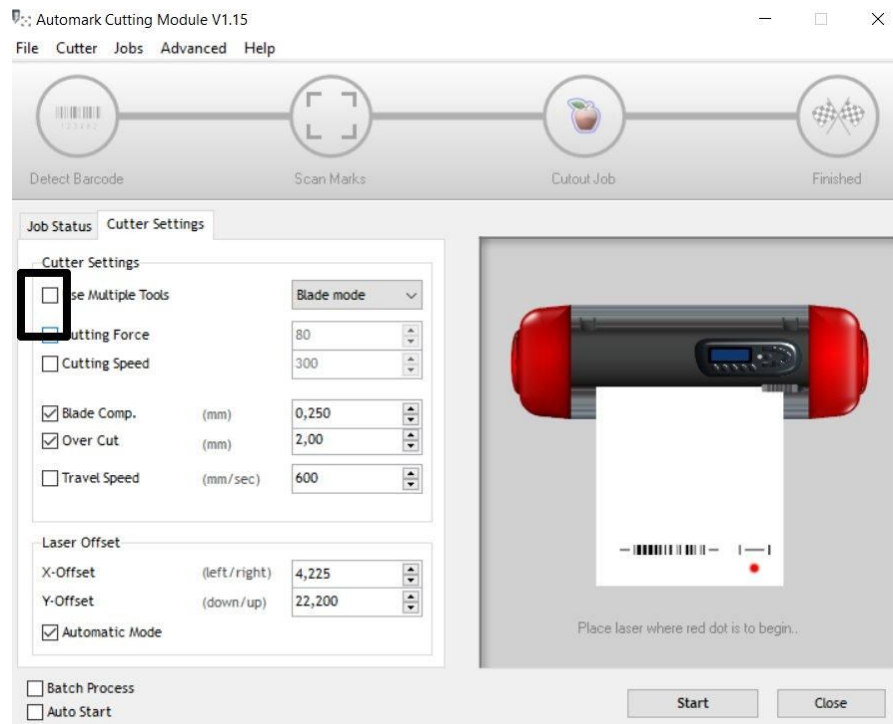 Automark Cutting Module V1.15
File Cutter Jobs Advanced Help
Detect Barcode Scan Marks Cutout Job Finished
Job Status Cutter Settings
Cutter Settings
Multiple Tools Blade mode
Force 80
Cutting Speed 300
Blade Comp. (mm) 0,250
Over Cut (mm) 2,00
Travel Speed (mm/sec) 600
Laser Offset
X-Offset (left/right) 4,225
Y-Offset (down/up) 22,200
Automatic Mode
Place laser where red dot is to begin..
Batch Process
Auto Start
Start Close